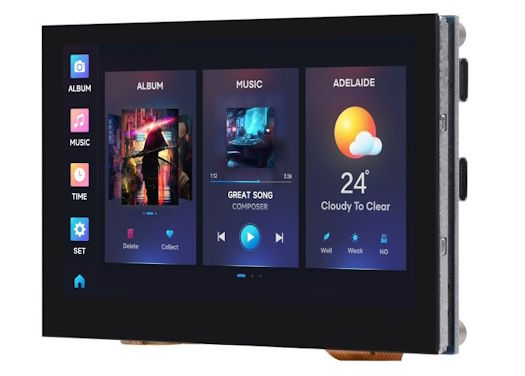 ALBUM
MUSIC
TIME
SET
ALBUM
Delete
Collect
MUSIC
1:12
3:36
GREAT SONG
COMPOSER
ADELAIDE
24°
Cloudy To Clear
Well
Weak
NO